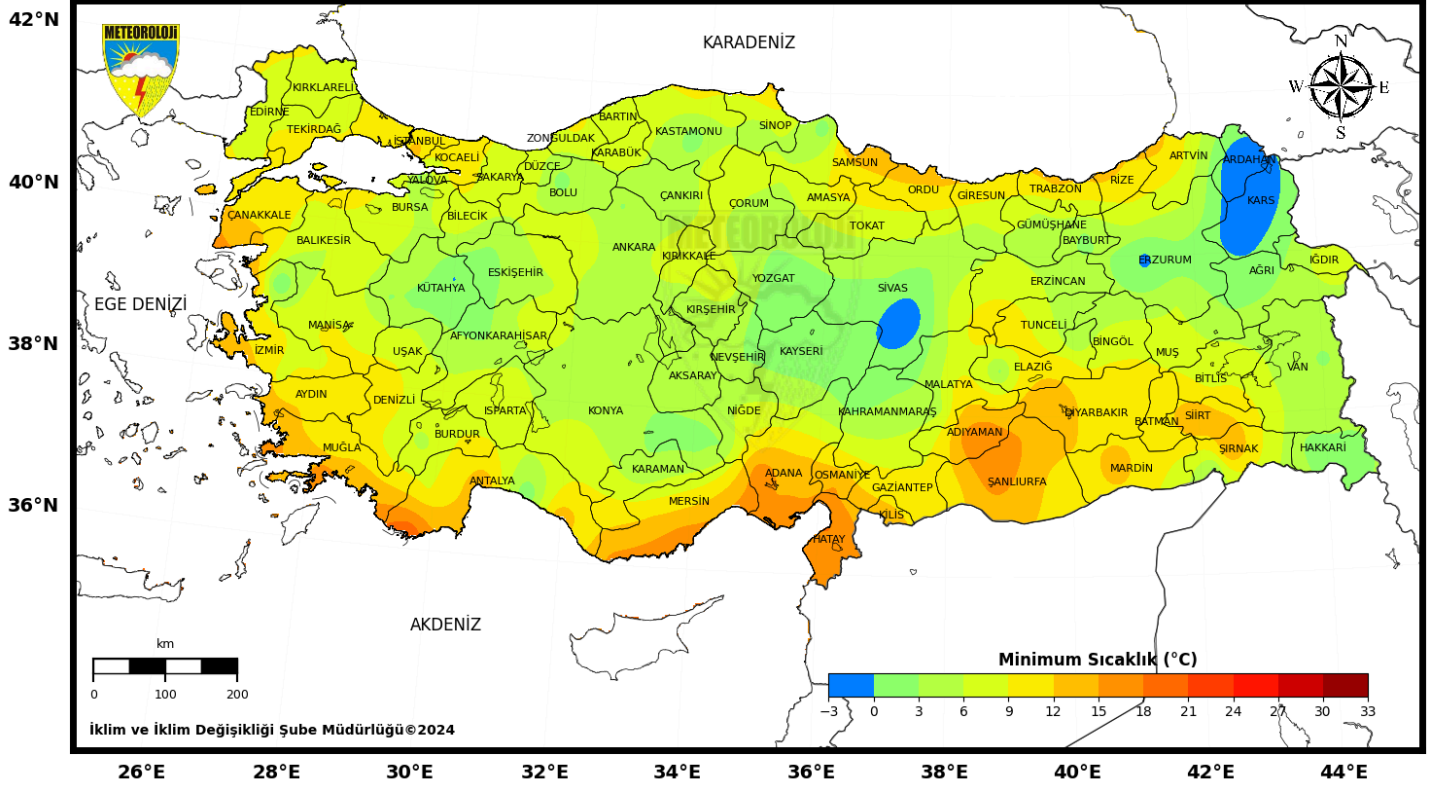 42°N
40°N
38°N
36°N
METEOROLOJİ
KARADENİZ
N
W
E
S
KIRKLARELİ
EDİRNE
TEKİRDAĞ
İSTANBUL
KOCAELİ
YALOVA
SAKARYA
DÜZCE
ZONGULDAK
BARTIN
KARABÜK
KASTAMONU
SİNOP
SAMSUN
ORDU
GİRESUN
TRABZON
RİZE
ARTVİN
ARDAHAN
KARS
ÇANAKKALE
BALIKESİR
BURSA
BİLECİK
BOLU
ÇANKIRI
ÇORUM
AMASYA
TOKAT
GÜMÜŞHANE
BAYBURT
ERZURUM
AĞRI
IĞDIR
METEOROLOJİ
ANKARA
KIRIKKALE
ESKİŞEHİR
KÜTAHYA
YOZGAT
SİVAS
ERZİNCAN
EGE DENİZİ
MANİSA
İZMİR
UŞAK
AFYONKARAHİSAR
KIRŞEHİR
NEVŞEHİR
KAYSERİ
TUNCELİ
BİNGÖL
MUŞ
ELAZIĞ
BİTLİS
VAN
AYDIN
DENİZLİ
ISPARTA
BURDUR
KONYA
AKSARAY
NİĞDE
KAHRAMANMARAŞ
MALATYA
ADIYAMAN
DİYARBAKIR
BATMAN
SİİRT
ŞIRNAK
HAKKARİ
MUĞLA
ANTALYA
KARAMAN
MERSİN
ADANA
OSMANİYE
GAZİANTEP
KİLİS
ŞANLIURFA
MARDİN
HATAY
AKDENİZ
km
0 100 200
Minimum Sıcaklık (°C)
−3 0 3 6 9 12 15 18 21 24 27 30 33
İklim ve İklim Değişikliği Şube Müdürlüğü©2024
26°E 28°E 30°E 32°E 34°E 36°E 38°E 40°E 42°E 44°E